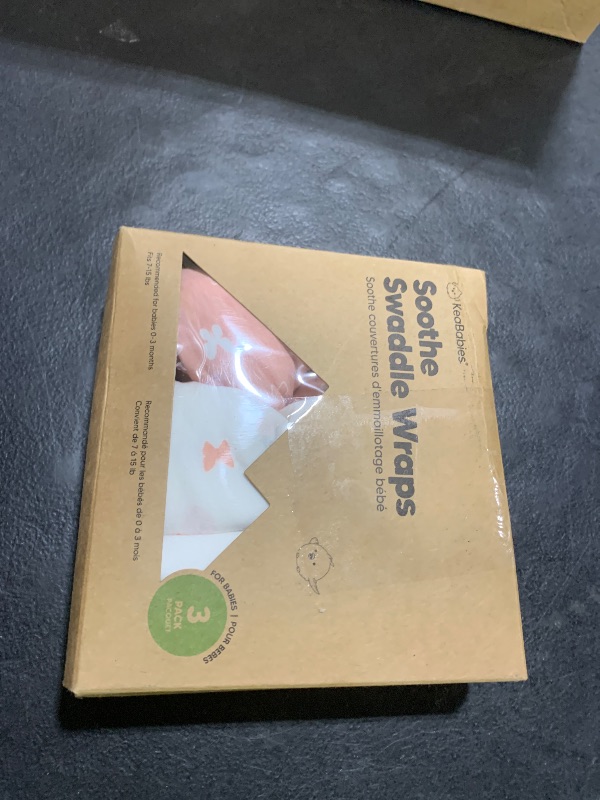 KeaBabies®
Soothe
Swaddle Wraps
Soothe couvertures d'emmaillotage bébé
Recommended for babies 0-3 months
Fits 7-15 lbs
Recommandé pour les bébés de 0 à 3 mois
Convient de 7 à 15 lb
FOR BABIES | POUR BÉBÉS
3
PACK
PACQUET